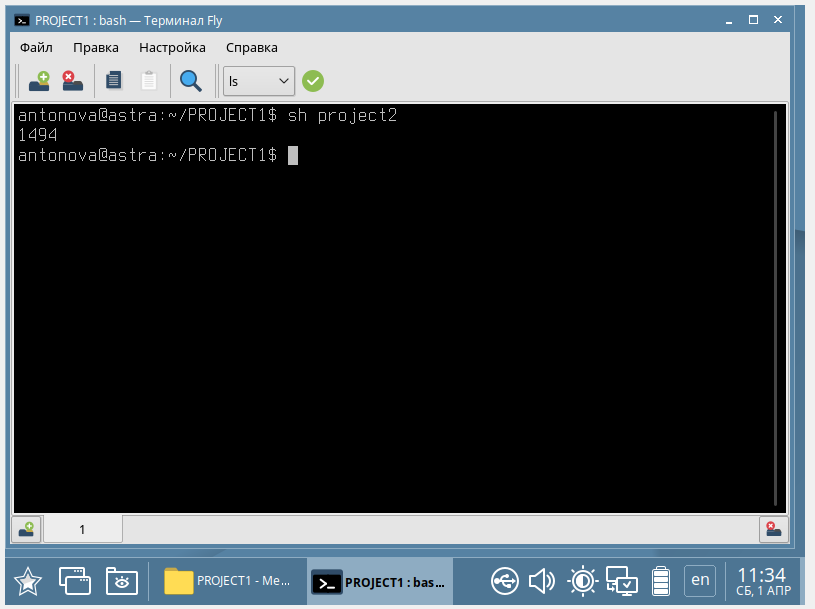 PROJECT1 : bash — Терминал Fly
Файл Правка Настройка Справка
ls
antonova@astra:~/PROJECT1$ sh project2
1494
antonova@astra:~/PROJECT1$
1
PROJECT1 - Me...
PROJECT1 : bas...
en
11:34
СБ, 1 АПР